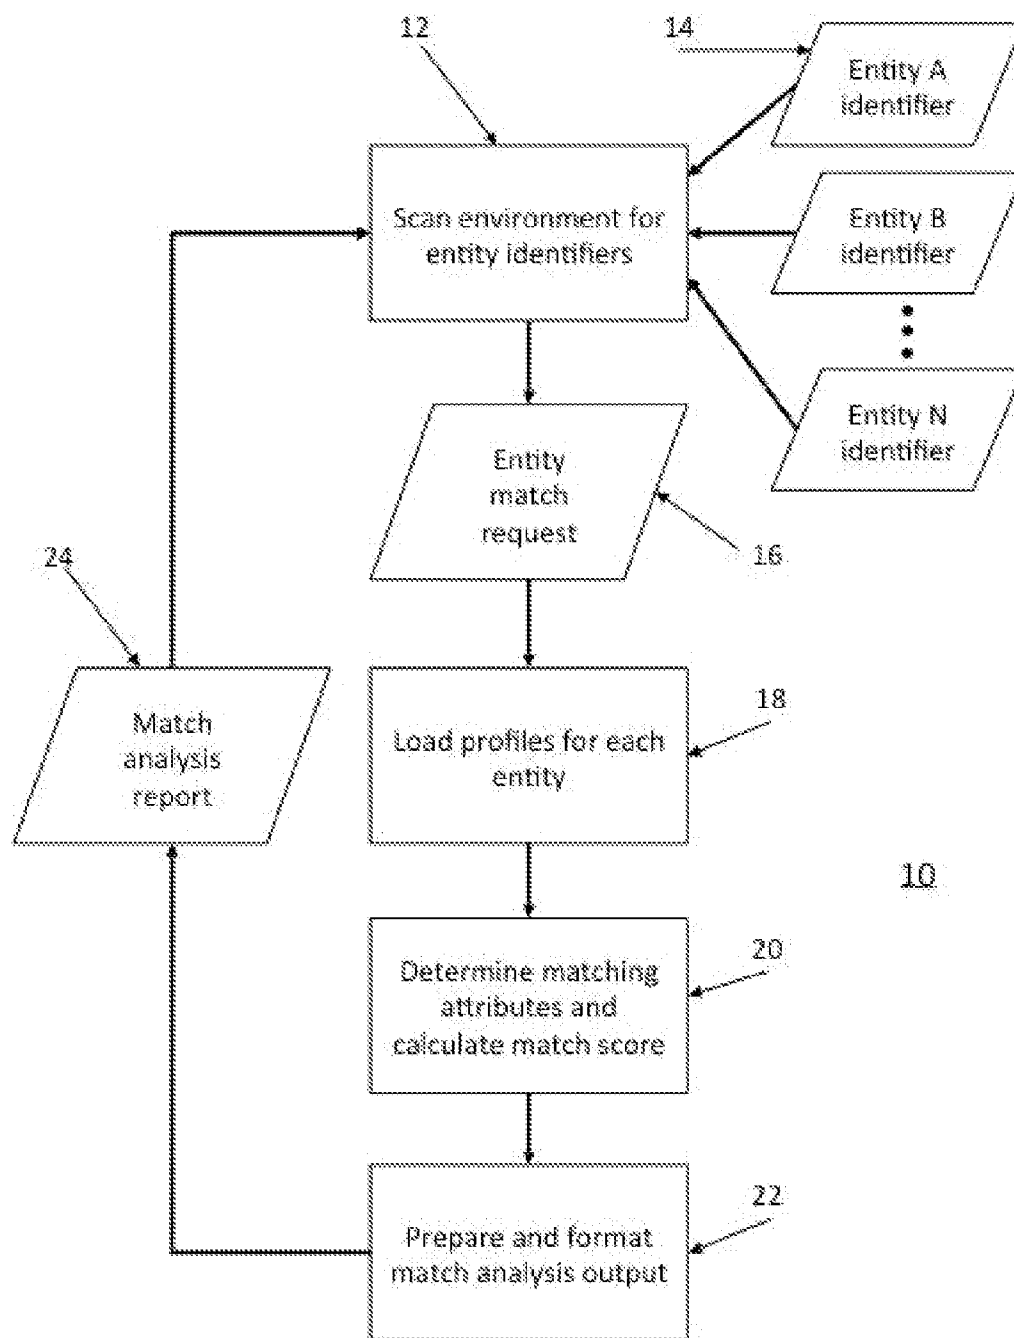 12
14
Entity A
identifier
Scan environment for
entity identifiers
Entity B
identifier
Entity N
identifier
Entity
match
request
16
24
Match
analysis
report
18
Load profiles for each
entity
10
20
Determine matching
attributes and
calculate match score
22
Prepare and format
match analysis output